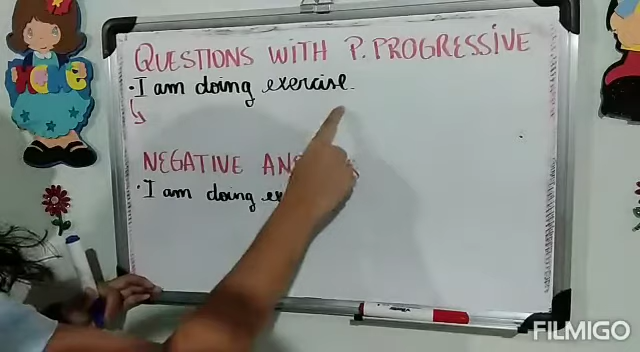 QUESTIONS WITH P. PROGRESSIVE
· I am doing exercise.
NEGATIVE
· I am doing
FILMIGO